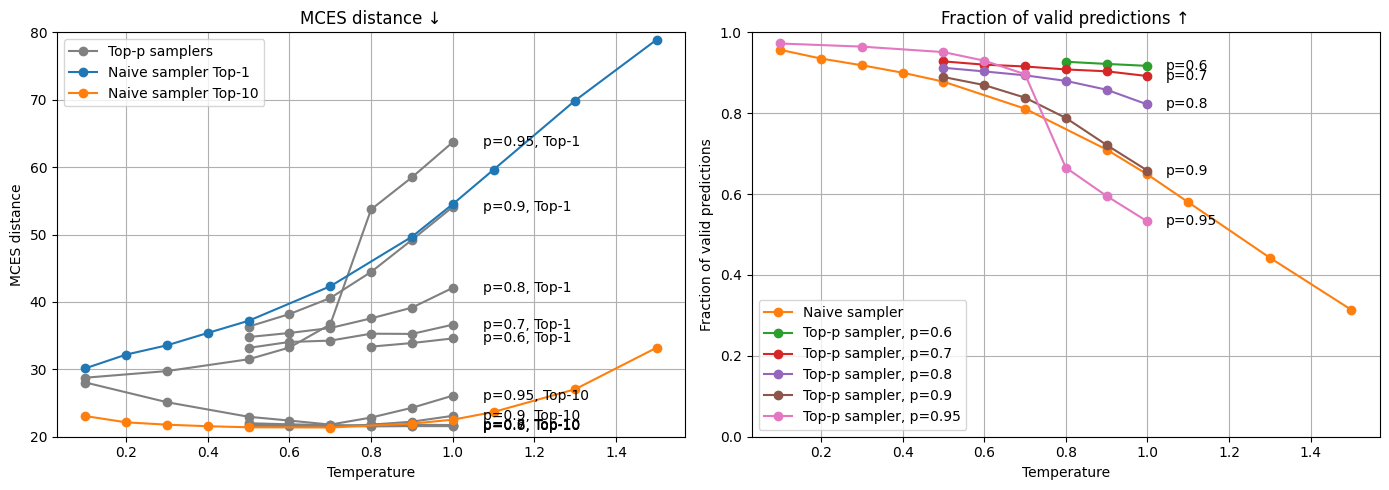 MCES distance ↓
MCES distance
80
70
60
50
40
30
20
Top-p samplers
Naive sampler Top-1
Naive sampler Top-10
p=0.95, Top-1
p=0.9, Top-1
p=0.8, Top-1
p=0.7, Top-1
p=0.6, Top-1
p=0.95, Top-10
p=0.9, Top-10
0.2 0.4 0.6 0.8 1.0 1.2 1.4
Temperature
Fraction of valid predictions ↑
Fraction of valid predictions
1.0
0.8
0.6
0.4
0.2
0.0
p=0.6
p=0.7
p=0.8
p=0.9
p=0.95
Naive sampler
Top-p sampler, p=0.6
Top-p sampler, p=0.7
Top-p sampler, p=0.8
Top-p sampler, p=0.9
Top-p sampler, p=0.95
0.2 0.4 0.6 0.8 1.0 1.2 1.4
Temperature